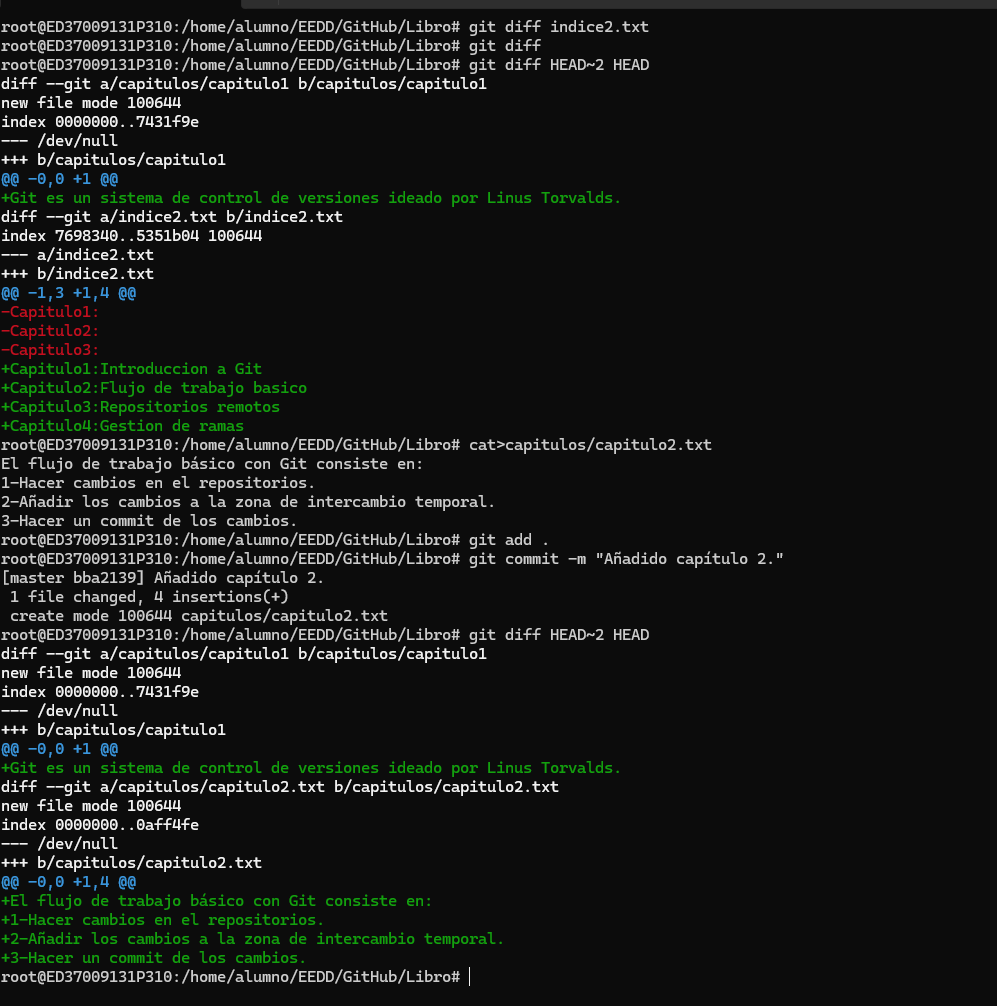 root@ED37009131P310:/home/alumno/EEDD/GitHub/Libro# git diff indice2.txt
root@ED37009131P310:/home/alumno/EEDD/GitHub/Libro# git diff
root@ED37009131P310:/home/alumno/EEDD/GitHub/Libro# git diff HEAD~2 HEAD
diff --git a/capitulos/capitulo1 b/capitulos/capitulo1
new file mode 100644
index 0000000..7431f9e
--- /dev/null
+++ b/capitulos/capitulo1
@@ -0,0 +1 @@
+Git es un sistema de control de versiones ideado por Linus Torvalds.
diff --git a/indice2.txt b/indice2.txt
index 7698340..5351b04 100644
--- a/indice2.txt
+++ b/indice2.txt
@@ -1,3 +1,4 @@
-Capitulo1:
-Capitulo2:
-Capitulo3:
+Capitulo1:Introduccion a Git
+Capitulo2:Flujo de trabajo basico
+Capitulo3:Repositorios remotos
+Capitulo4:Gestion de ramas
root@ED37009131P310:/home/alumno/EEDD/GitHub/Libro# cat>capitulos/capitulo2.txt
El flujo de trabajo básico con Git consiste en:
1-Hacer cambios en el repositorios.
2-Añadir los cambios a la zona de intercambio temporal.
3-Hacer un commit de los cambios.
root@ED37009131P310:/home/alumno/EEDD/GitHub/Libro# git add .
root@ED37009131P310:/home/alumno/EEDD/GitHub/Libro# git commit -m "Añadido capítulo 2."
[master bba2139] Añadido capítulo 2.
 1 file changed, 4 insertions(+)
 create mode 100644 capitulos/capitulo2.txt
root@ED37009131P310:/home/alumno/EEDD/GitHub/Libro# git diff HEAD~2 HEAD
diff --git a/capitulos/capitulo1 b/capitulos/capitulo1
new file mode 100644
index 0000000..7431f9e
--- /dev/null
+++ b/capitulos/capitulo1
@@ -0,0 +1 @@
+Git es un sistema de control de versiones ideado por Linus Torvalds.
diff --git a/capitulos/capitulo2.txt b/capitulos/capitulo2.txt
new file mode 100644
index 0000000..0aff4fe
--- /dev/null
+++ b/capitulos/capitulo2.txt
@@ -0,0 +1,4 @@
+El flujo de trabajo básico con Git consiste en:
+1-Hacer cambios en el repositorios.
+2-Añadir los cambios a la zona de intercambio temporal.
+3-Hacer un commit de los cambios.
root@ED37009131P310:/home/alumno/EEDD/GitHub/Libro#